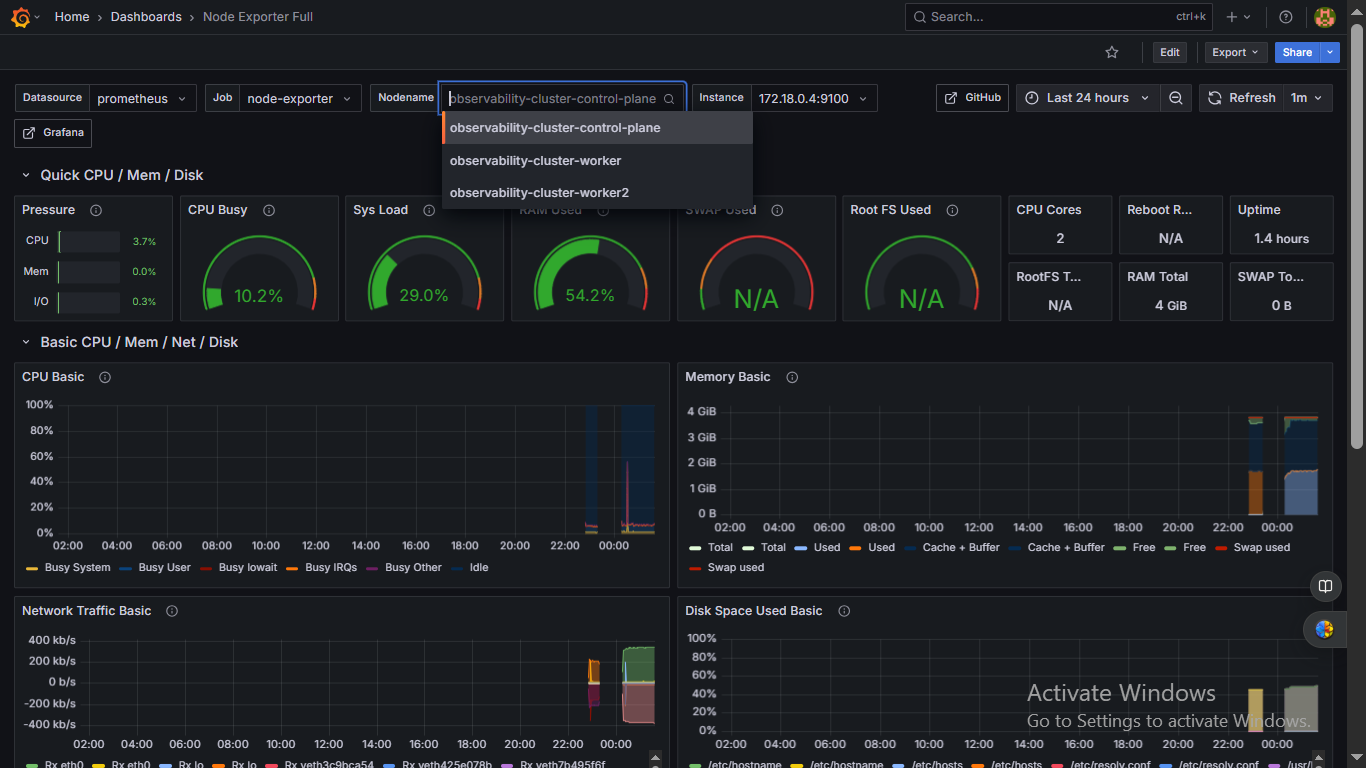 Home › Dashboards › Node Exporter Full
Search... ctrl+k
Edit Export Share
Datasource prometheus Job node-exporter Nodename observability-cluster-control-plane Instance 172.18.0.4:9100 GitHub Last 24 hours Refresh 1m
Grafana
observability-cluster-control-plane
observability-cluster-worker
observability-cluster-worker2
Quick CPU / Mem / Disk
Pressure
CPU 3.7%
Mem 0.0%
I/O 0.3%
CPU Busy
10.2%
Sys Load
29.0%
RAM Used
54.2%
SWAP Used
N/A
Root FS Used
N/A
CPU Cores
2
Reboot R...
N/A
Uptime
1.4 hours
RootFS T...
N/A
RAM Total
4 GiB
SWAP To...
0 B
Basic CPU / Mem / Net / Disk
CPU Basic
100%
80%
60%
40%
20%
0%
02:00 04:00 06:00 08:00 10:00 12:00 14:00 16:00 18:00 20:00 22:00 00:00
Busy System Busy User Busy Iowait Busy IRQs Busy Other Idle
Memory Basic
4 GiB
3 GiB
2 GiB
1 GiB
0 B
02:00 04:00 06:00 08:00 10:00 12:00 14:00 16:00 18:00 20:00 22:00 00:00
Total Total Used Used Cache + Buffer Cache + Buffer Free Free Swap used
Swap used
Network Traffic Basic
400 kb/s
200 kb/s
0 b/s
-200 kb/s
-400 kb/s
02:00 04:00 06:00 08:00 10:00 12:00 14:00 16:00 18:00 20:00 22:00 00:00
Rx eth0 Rx eth0 Rx lo Rx lo Rx veth3c9bca54 Rx veth425e078b Rx veth7b495f6f
Disk Space Used Basic
100%
80%
60%
40%
20%
0%
02:00 04:00 06:00 08:00 10:00 12:00 14:00 16:00 18:00 20:00 22:00 00:00
/etc/hostname /etc/hostname /etc/hosts /etc/hosts /etc/resolv.conf /etc/resolv.conf
Activate Windows
Go to Settings to activate Windows.